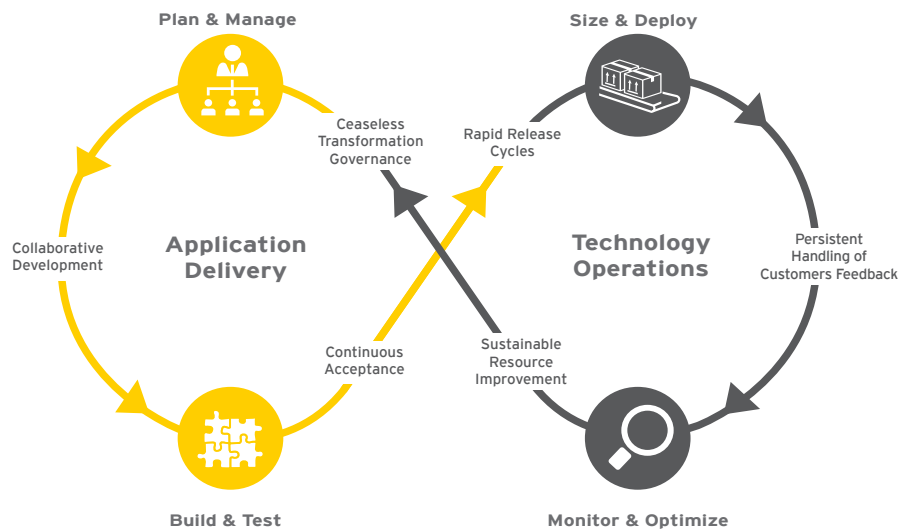 Plan & Manage
Size & Deploy
Ceaseless
Transformation
Governance
Rapid Release
Cycles
Collaborative
Development
Application
Delivery
Technology
Operations
Persistent
Handling of
Customers Feedback
Continuous
Acceptance
Sustainable
Resource
Improvement
Build & Test
Monitor & Optimize